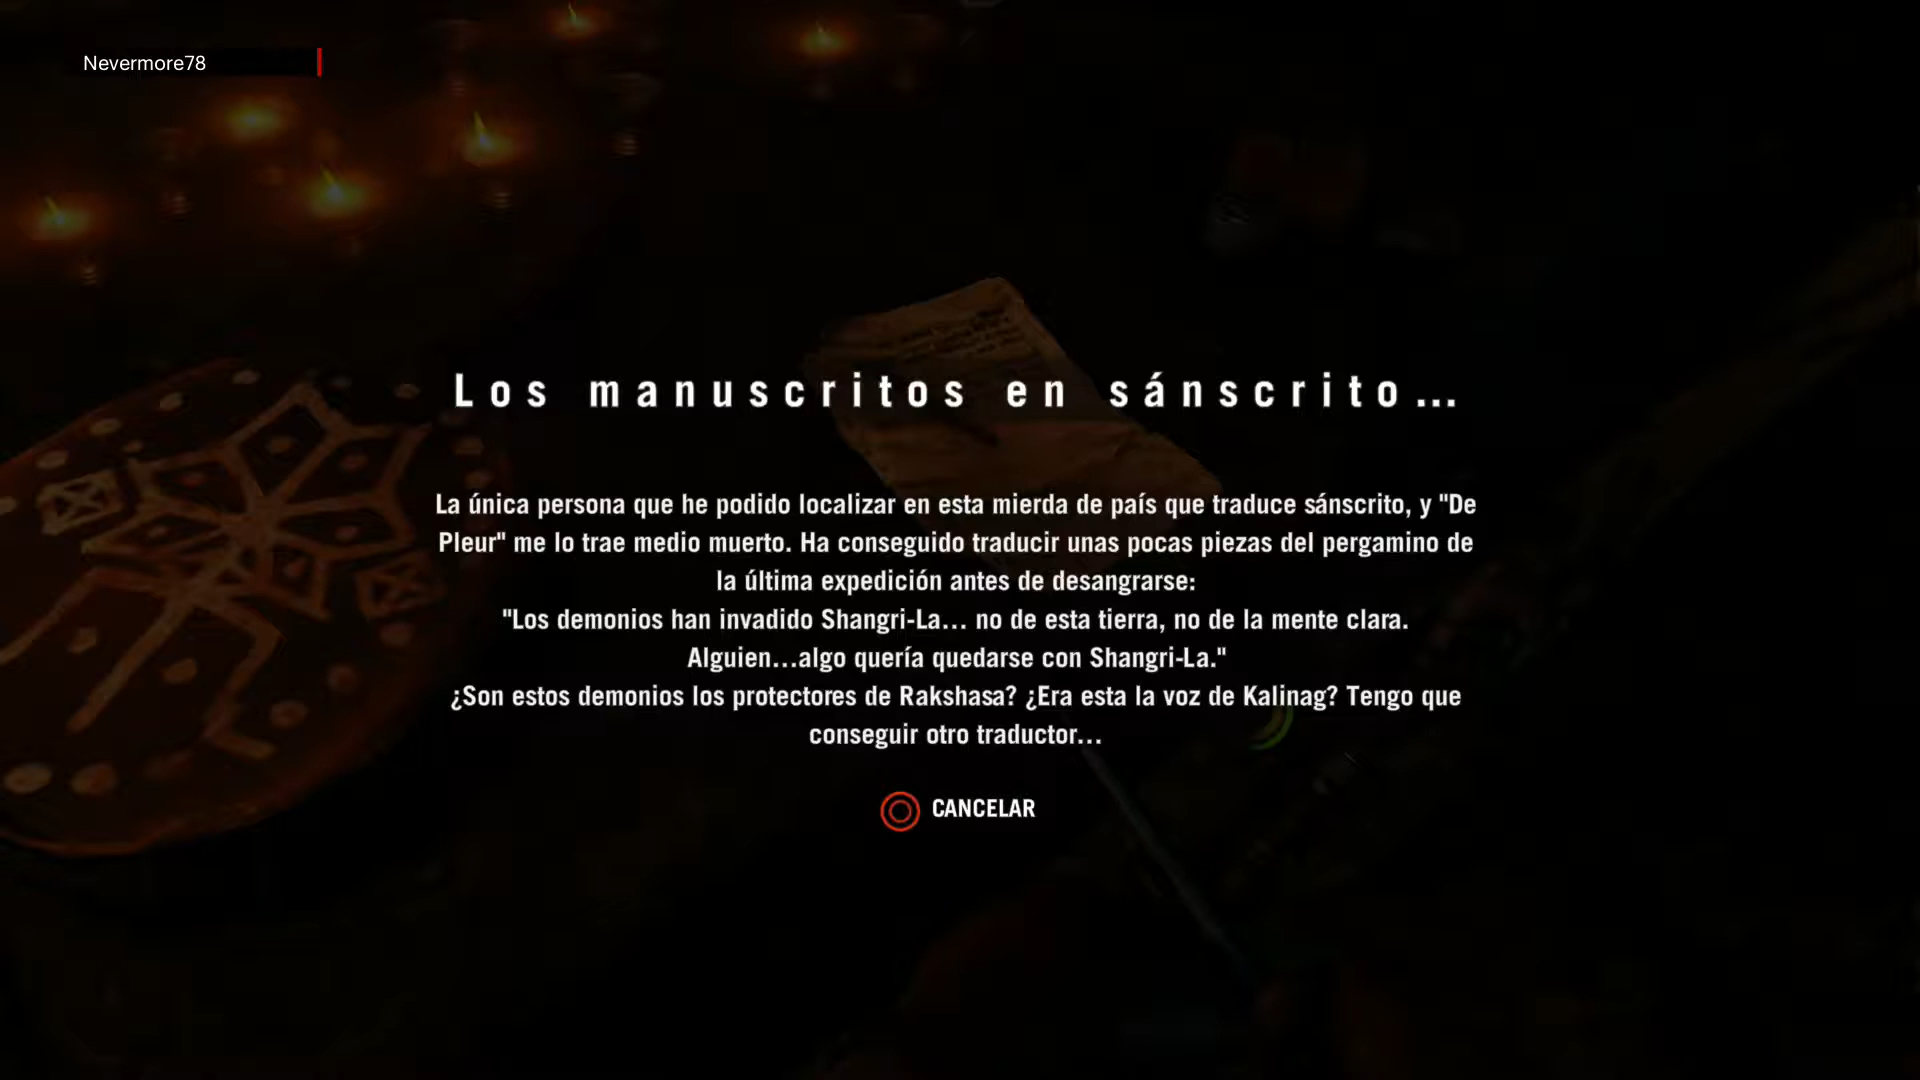 Nevermore78
Los manuscritos en sánscrito...
La única persona que he podido localizar en esta mierda de país que traduce sánscrito, y "De
Pleur" me lo trae medio muerto. Ha conseguido traducir unas pocas piezas del pergamino de
la última expedición antes de desangrarse:
"Los demonios han invadido Shangri-La... no de esta tierra, no de la mente clara.
Alguien...algo quería quedarse con Shangri-La."
¿Son estos demonios los protectores de Rakshasa? ¿Era esta la voz de Kalinag? Tengo que
conseguir otro traductor...
CANCELAR